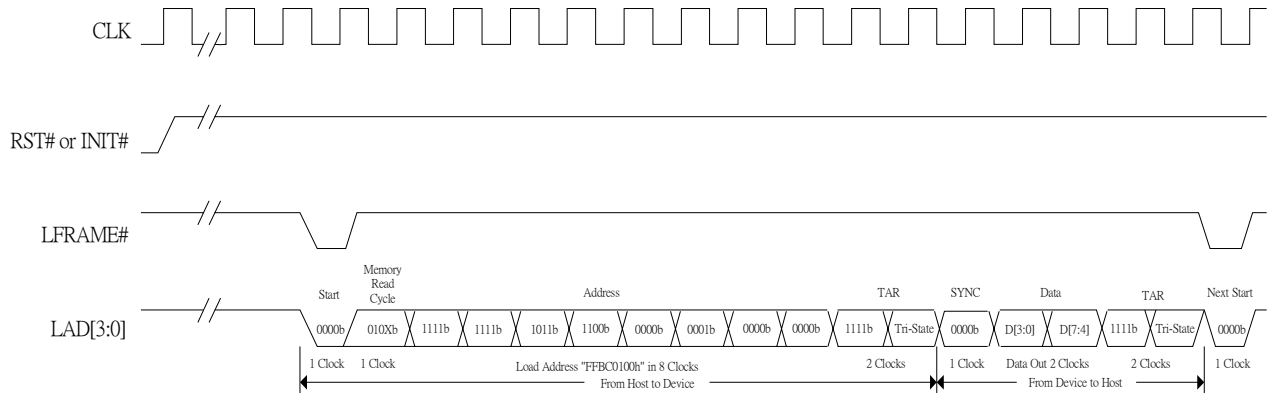 CLK
RST# or INIT#
LFRAME#
Memory
Read
Cycle
Start
Address
TAR
SYNC
Data
TAR
Next Start
LAD[3:0]
0000b 010Xb 1111b 1111b 1011b 1100b 0000b 0001b 0000b 0000b 1111b Tri-State 0000b D[3:0] D[7:4] 1111b Tri-State 0000b
1 Clock 1 Clock Load Address "FFBC0100h" in 8 Clocks 2 Clocks 1 Clock Data Out 2 Clocks 2 Clocks 1 Clock
From Host to Device From Device to Host